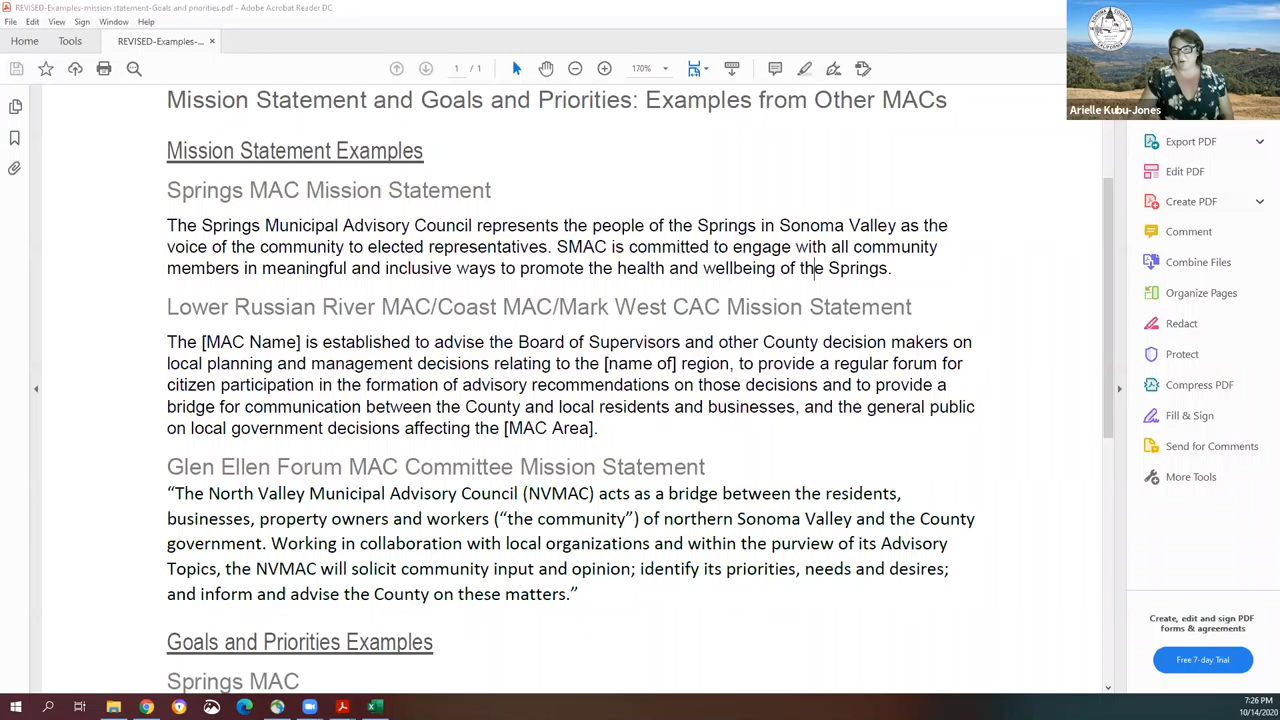 REVISED-Examples-mission statement-Goals and priorities.pdf - Adobe Acrobat Reader DC
File Edit View Sign Window Help
Home Tools REVISED-Examples-... ×
1 / 1 170%
Arielle Kubu-Jones
Mission Statement and Goals and Priorities: Examples from Other MACs
Mission Statement Examples
Springs MAC Mission Statement
The Springs Municipal Advisory Council represents the people of the Springs in Sonoma Valley as the
voice of the community to elected representatives. SMAC is committed to engage with all community
members in meaningful and inclusive ways to promote the health and wellbeing of the Springs.
Lower Russian River MAC/Coast MAC/Mark West CAC Mission Statement
The [MAC Name] is established to advise the Board of Supervisors and other County decision makers on
local planning and management decisions relating to the [name of] region, to provide a regular forum for
citizen participation in the formation of advisory recommendations on those decisions and to provide a
bridge for communication between the County and local residents and businesses, and the general public
on local government decisions affecting the [MAC Area].
Glen Ellen Forum MAC Committee Mission Statement
“The North Valley Municipal Advisory Council (NVMAC) acts as a bridge between the residents,
businesses, property owners and workers (“the community”) of northern Sonoma Valley and the County
government. Working in collaboration with local organizations and within the purview of its Advisory
Topics, the NVMAC will solicit community input and opinion; identify its priorities, needs and desires;
and inform and advise the County on these matters.”
Goals and Priorities Examples
Springs MAC
Export PDF
Edit PDF
Create PDF
Comment
Combine Files
Organize Pages
Redact
Protect
Compress PDF
Fill & Sign
Send for Comments
More Tools
Create, edit and sign PDF
forms & agreements
Free 7-day Trial
7:26 PM
10/14/2020